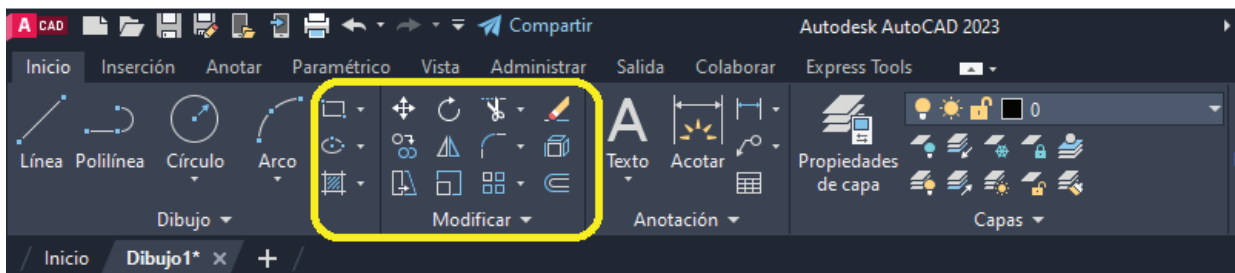 A CAD Compartir Autodesk AutoCAD 2023
Inicio Inserción Anotar Paramétrico Vista Administrar Salida Colaborar Express Tools
0
Línea Polilínea Círculo Arco A Texto Acotar Propiedades
de capa
Dibujo Modificar Anotación Capas
Inicio Dibujo1* × +